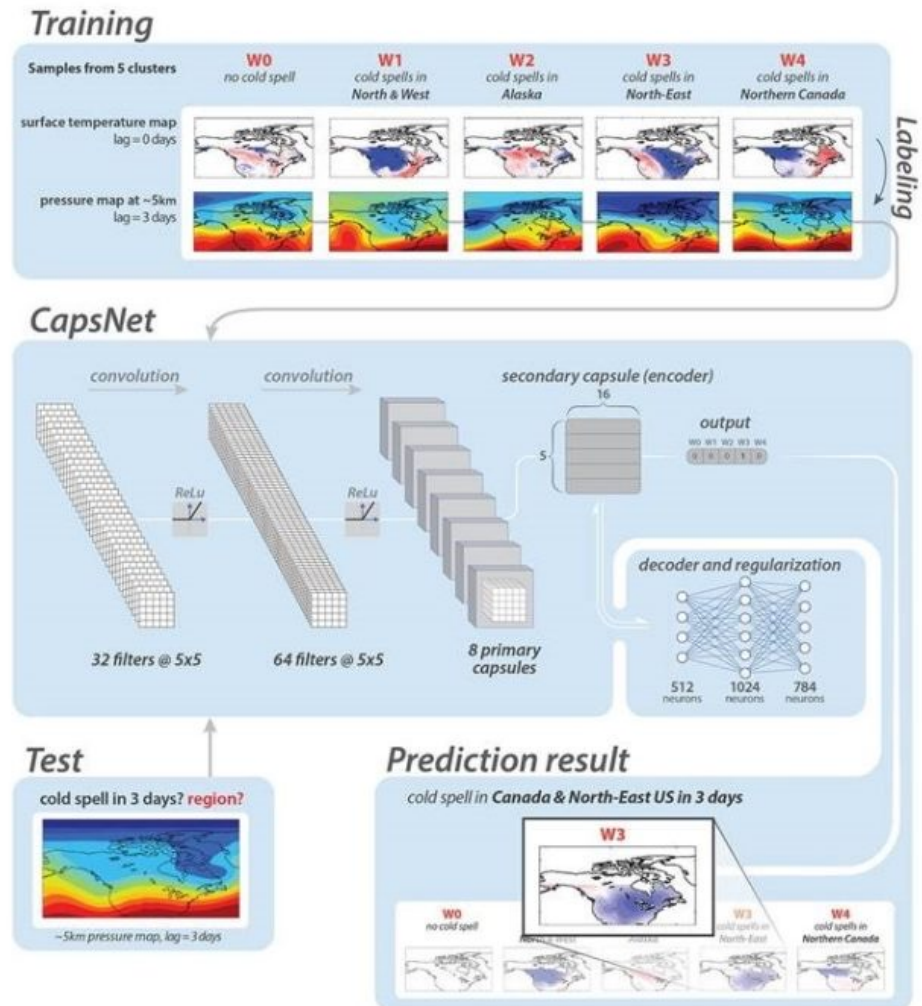 Training
Samples from 5 clusters
W0
no cold spell
W1
cold spells in
North & West
W2
cold spells in
Alaska
W3
cold spells in
North-East
W4
cold spells in
Northern Canada
surface temperature map
lag = 0 days
pressure map at ~5km
lag = 3 days
Labeling
CapsNet
convolution
convolution
secondary capsule (encoder)
16
5
output
W0 W1 W2 W3 W4
0 0 0 1 0
ReLu
ReLu
32 filters @ 5x5
64 filters @ 5x5
8 primary
capsules
decoder and regularization
512
neurons
1024
neurons
784
neurons
Test
cold spell in 3 days? region?
~5km pressure map, lag = 3 days
Prediction result
cold spell in Canada & North-East US in 3 days
W3
W0
no cold spell
North & West
Alaska
W3
cold spells in
North-East
W4
cold spells in
Northern Canada